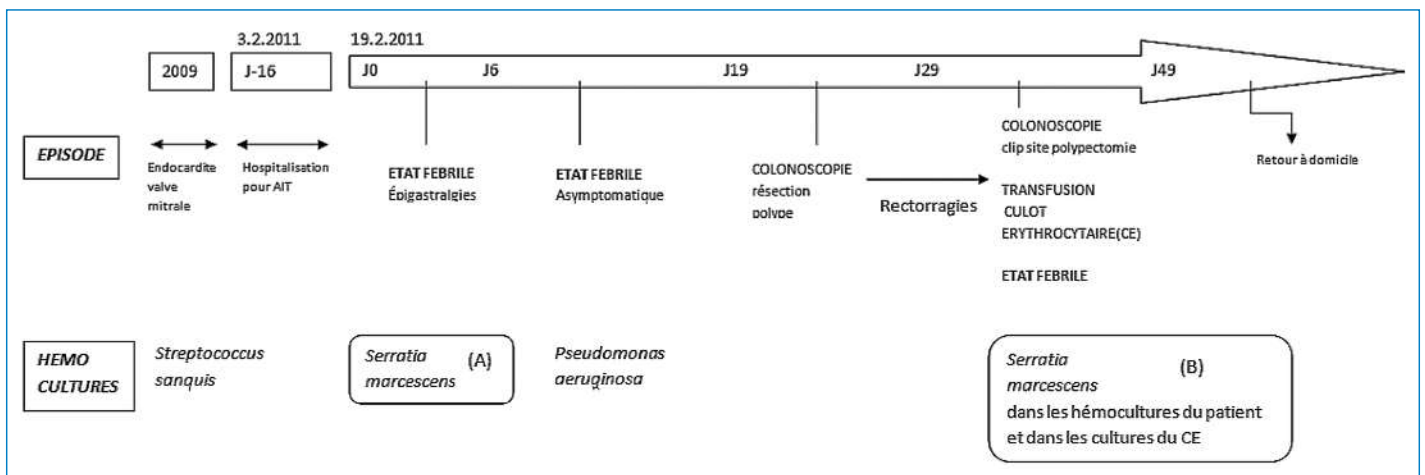 3.2.2011 19.2.2011
2009 J-16 J0 J6 J19 J29 J49
EPISODE
Endocardite
valve
mitrale
Hospitalisation
pour AIT
ETAT FEBRILE
Épigastralgies
ETAT FEBRILE
Asymptomatique
COLONOSCOPIE
résection
polype
Rectorragies
COLONOSCOPIE
clip site polypectomie
TRANSFUSION
CULOT
ERYTHROCYTAIRE(CE)
ETAT FEBRILE
Retour à domicile
HEMO
CULTURES
Streptococcus
sanquis
Serratia (A)
marcescens
Pseudomonas
aeruginosa
Serratia (B)
marcescens
dans les hémocultures du patient
et dans les cultures du CE